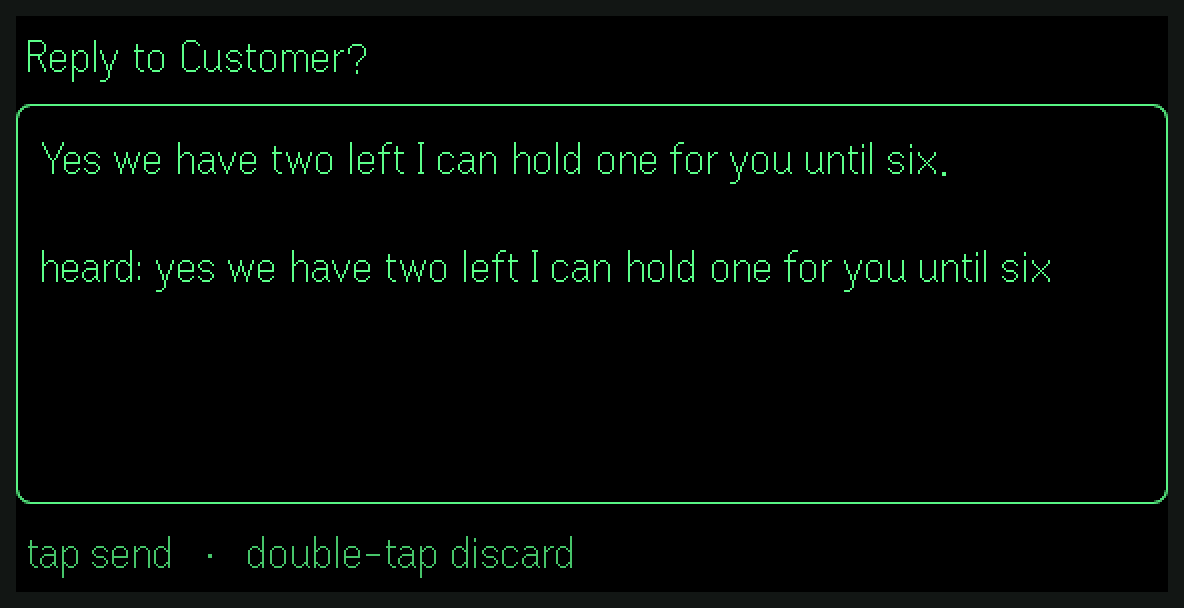 Reply to Customer?
Yes we have two left I can hold one for you until six.
heard: yes we have two left I can hold one for you until six
tap send · double-tap discard